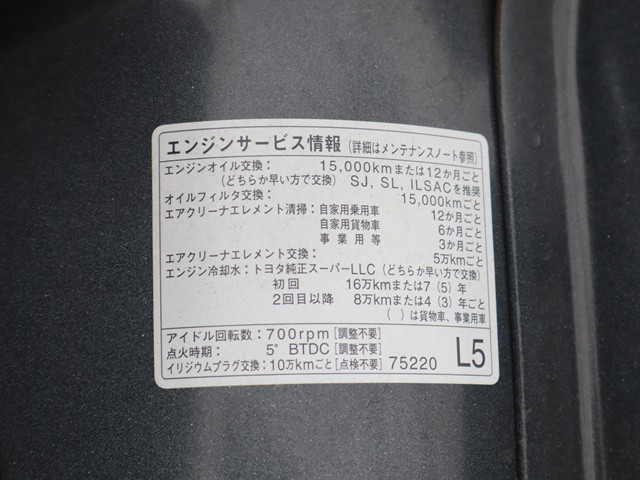 エンジンサービス情報 (詳細はメンテナンスノート参照)
エンジンオイル交換: 15,000kmまたは12か月ごと
(どちらか早い方で交換) SJ, SL, ILSACを推奨
オイルフィルタ交換: 15,000kmごと
エアクリーナエレメント清掃: 自家用乗用車 12か月ごと
自家用貨物車 6か月ごと
事業用等 3か月ごと
エアクリーナエレメント交換: 5万kmごと
エンジン冷却水: トヨタ純正スーパーLLC (どちらか早い方で交換)
初回 16万kmまたは7 (5) 年
2回目以降 8万kmまたは4 (3) 年ごと
( ) は貨物車、事業用車
アイドル回転数: 700rpm [調整不要]
点火時期: 5° BTDC [調整不要]
イリジウムプラグ交換: 10万kmごと [点検不要] 75220 L5